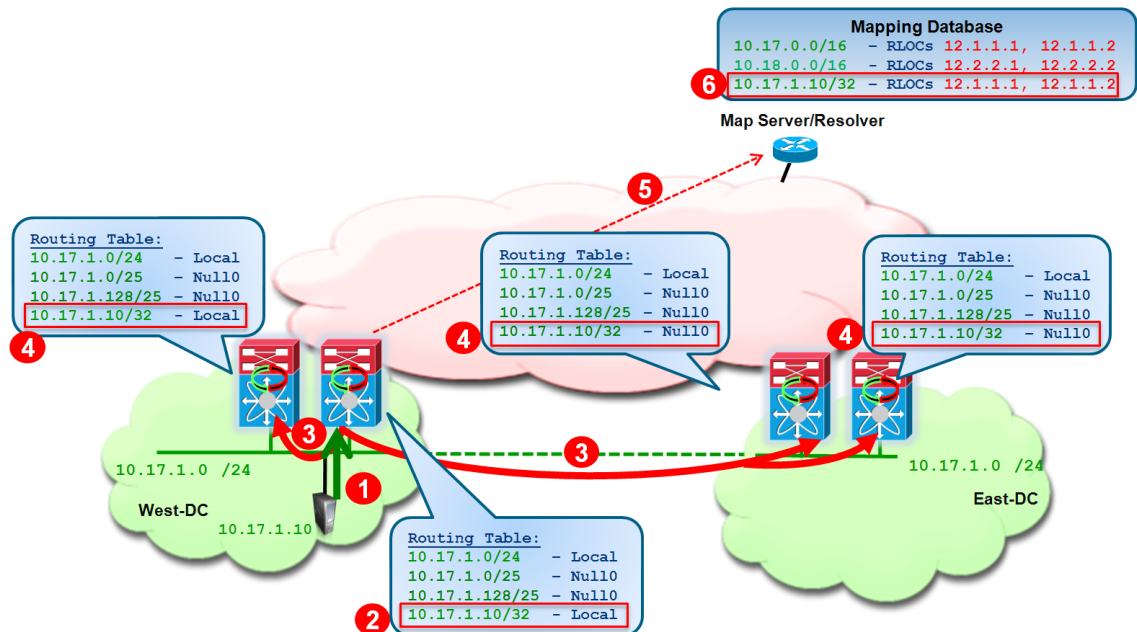 Mapping Database
10.17.0.0/16 – RLOCs 12.1.1.1, 12.1.1.2
10.18.0.0/16 – RLOCs 12.2.2.1, 12.2.2.2
10.17.1.10/32 – RLOCs 12.1.1.1, 12.1.1.2
6
Map Server/Resolver
5
Routing Table:
10.17.1.0/24 – Local
10.17.1.0/25 – Null0
10.17.1.128/25 – Null0
10.17.1.10/32 – Local
4
Routing Table:
10.17.1.0/24 – Local
10.17.1.0/25 – Null0
10.17.1.128/25 – Null0
10.17.1.10/32 – Null0
4
Routing Table:
10.17.1.0/24 – Local
10.17.1.0/25 – Null0
10.17.1.128/25 – Null0
10.17.1.10/32 – Null0
4
3
3
10.17.1.0 /24
10.17.1.0 /24
1
West-DC
East-DC
10.17.1.10
Routing Table:
10.17.1.0/24 – Local
10.17.1.0/25 – Null0
10.17.1.128/25 – Null0
10.17.1.10/32 – Local
2